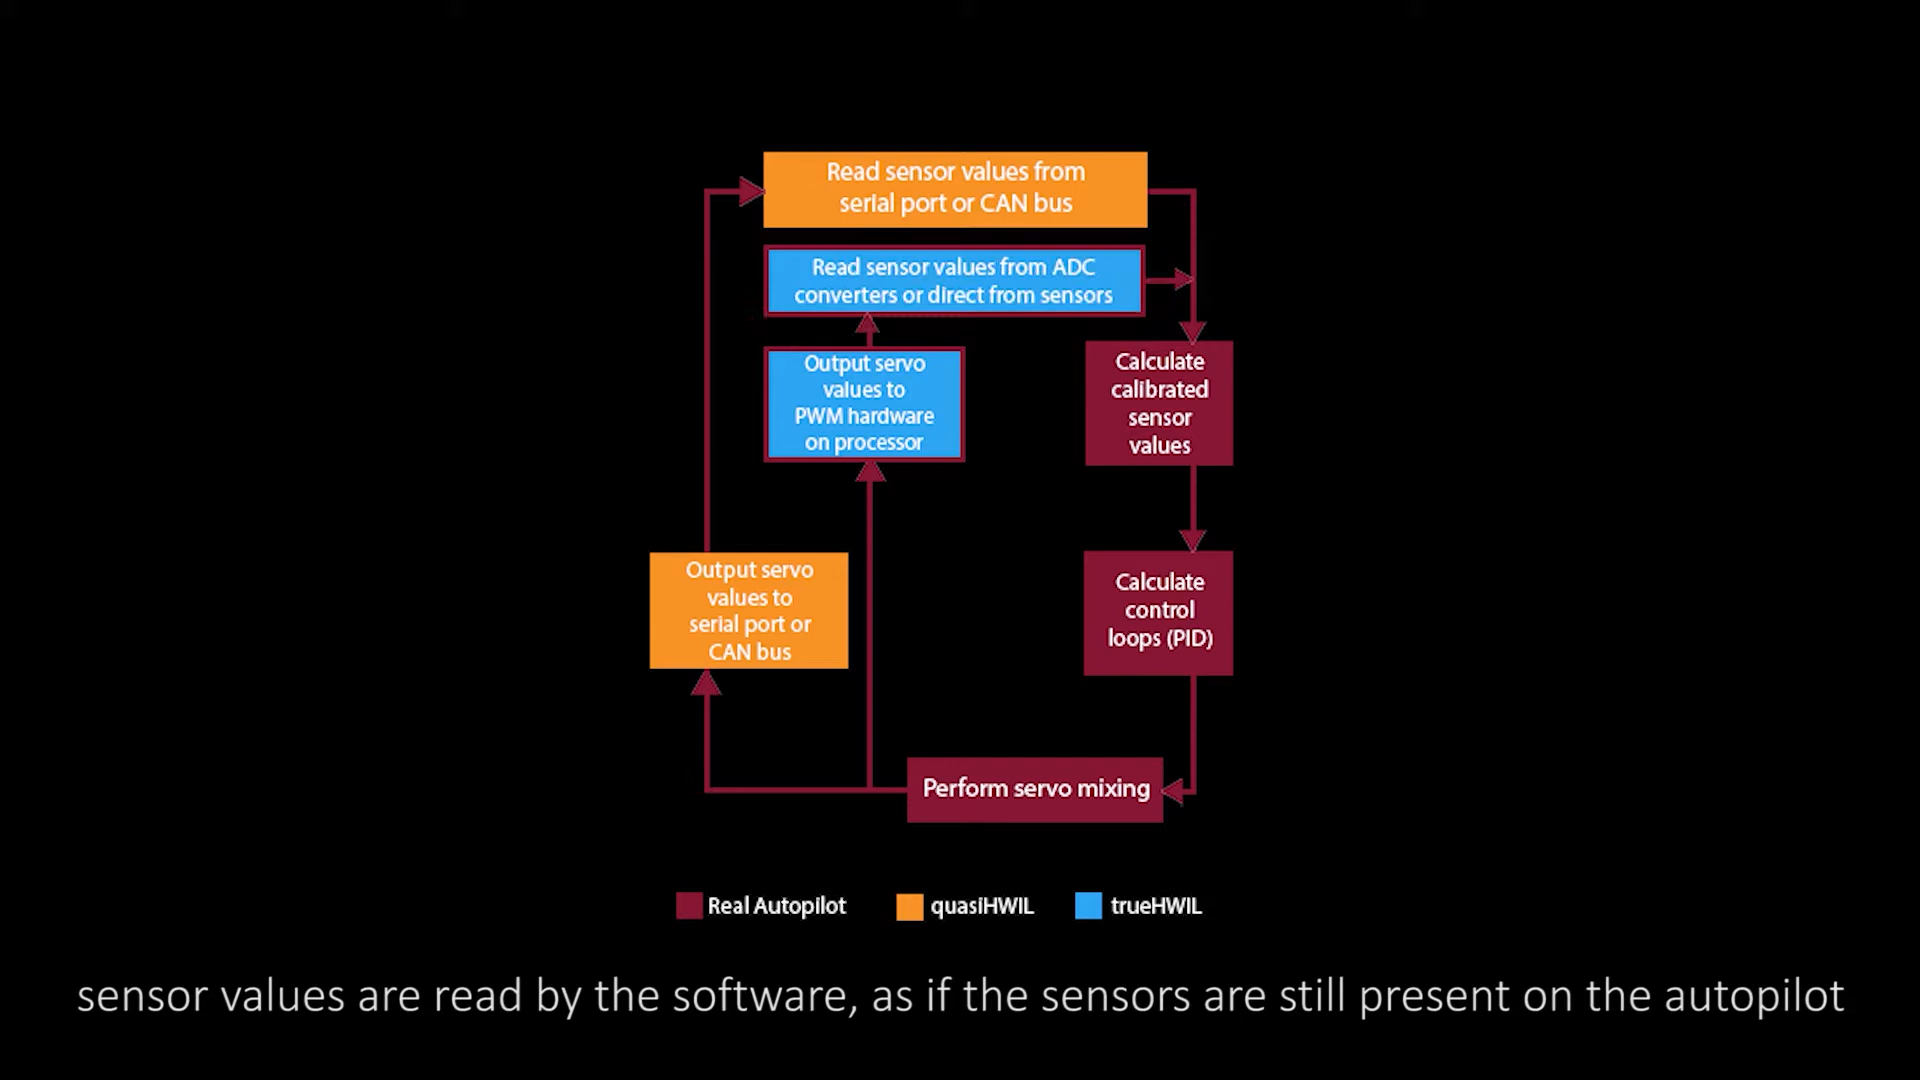 Read sensor values from
serial port or CAN bus
Read sensor values from ADC
converters or direct from sensors
Output servo
values to
PWM hardware
on processor
Calculate
calibrated
sensor
values
Output servo
values to
serial port or
CAN bus
Calculate
control
loops (PID)
Perform servo mixing
Real Autopilot
quasiHWIL
trueHWIL
sensor values are read by the software, as if the sensors are still present on the autopilot